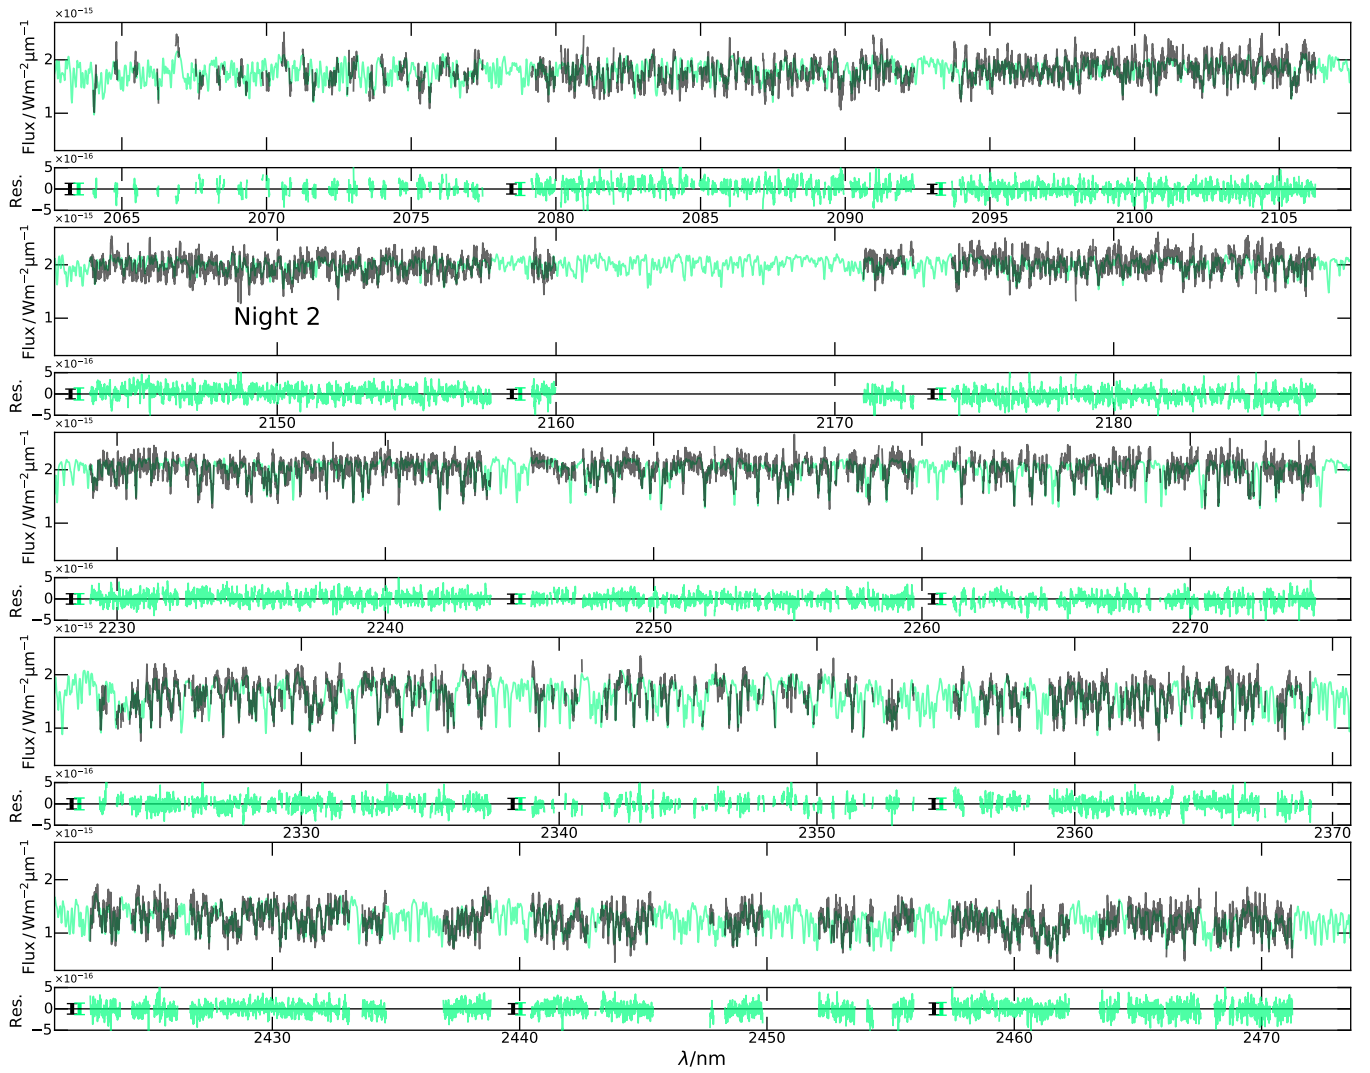 ×10⁻¹⁵
Flux / Wm⁻²μm⁻¹
2
1
×10⁻¹⁶
Res.
5
0
−5
2065 2070 2075 2080 2085 2090 2095 2100 2105
×10⁻¹⁵
Flux / Wm⁻²μm⁻¹
2
1
Night 2
×10⁻¹⁶
Res.
5
0
−5
2150 2160 2170 2180
×10⁻¹⁵
Flux / Wm⁻²μm⁻¹
2
1
×10⁻¹⁶
Res.
5
0
−5
2230 2240 2250 2260 2270
×10⁻¹⁵
Flux / Wm⁻²μm⁻¹
2
1
×10⁻¹⁶
Res.
5
0
−5
2330 2340 2350 2360 2370
×10⁻¹⁵
Flux / Wm⁻²μm⁻¹
2
1
×10⁻¹⁶
Res.
5
0
−5
2430 2440 2450 2460 2470
λ/nm